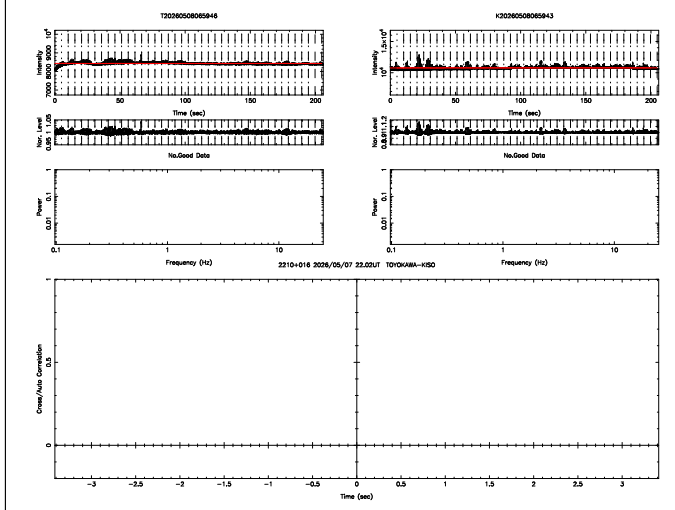 T20260508065946
Intensity
7000 8000 90000 10⁴
0 50 100 150 200
Time (sec)
Nor. Level
0.95 1 1.05
No.Good Data
Power
0.01 0.1 1
0.1 1 10
Frequency (Hz)
K20260508065943
Intensity
10⁴ 1.5×10⁴
0 50 100 150 200
Time (sec)
Nor. Level
0.8 0.9 1 1.1 1.2
No.Good Data
Power
0.01 0.1 1
0.1 1 10
Frequency (Hz)
2210+016 2026/05/07 22.02UT TOYOKAWA-KISO
Cross/Auto Correlation
0 0.5 1
-3 -2.5 -2 -1.5 -1 -0.5 0 0.5 1 1.5 2 2.5 3
Time (sec)